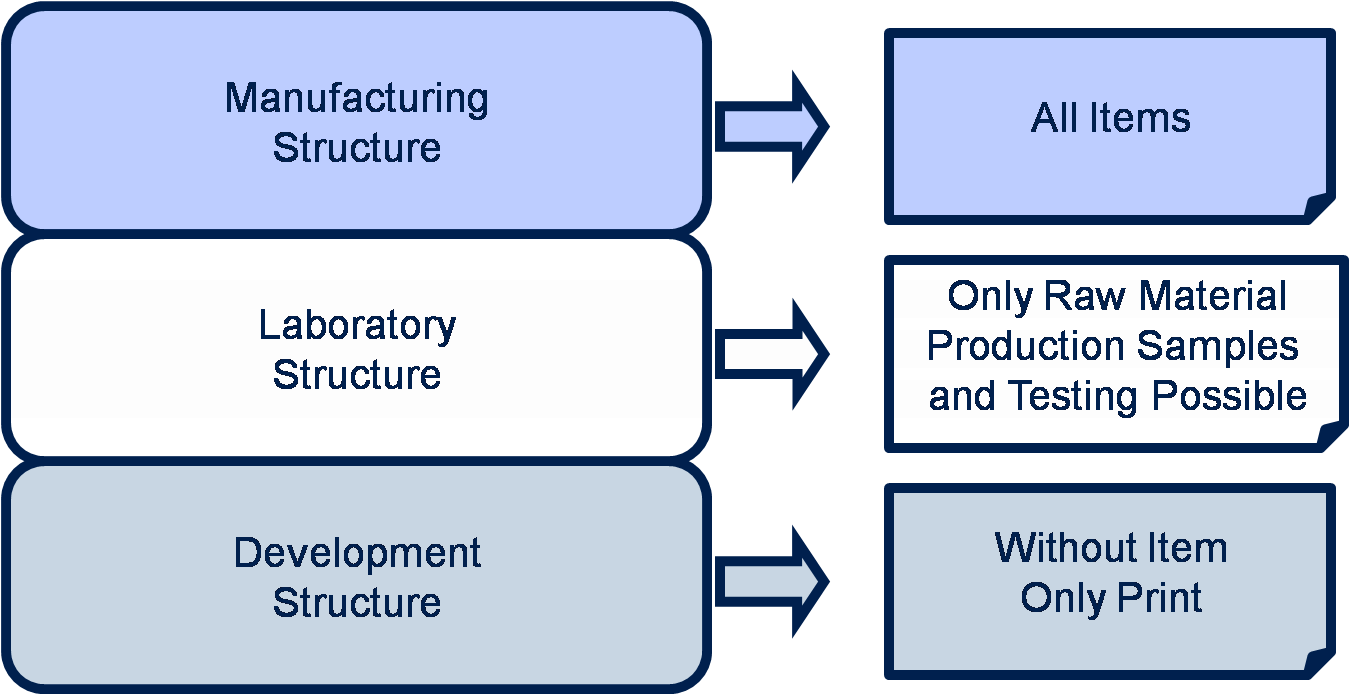 Manufacturing
Structure
All Items
Laboratory
Structure
Only Raw Material
Production Samples
and Testing Possible
Development
Structure
Without Item
Only Print